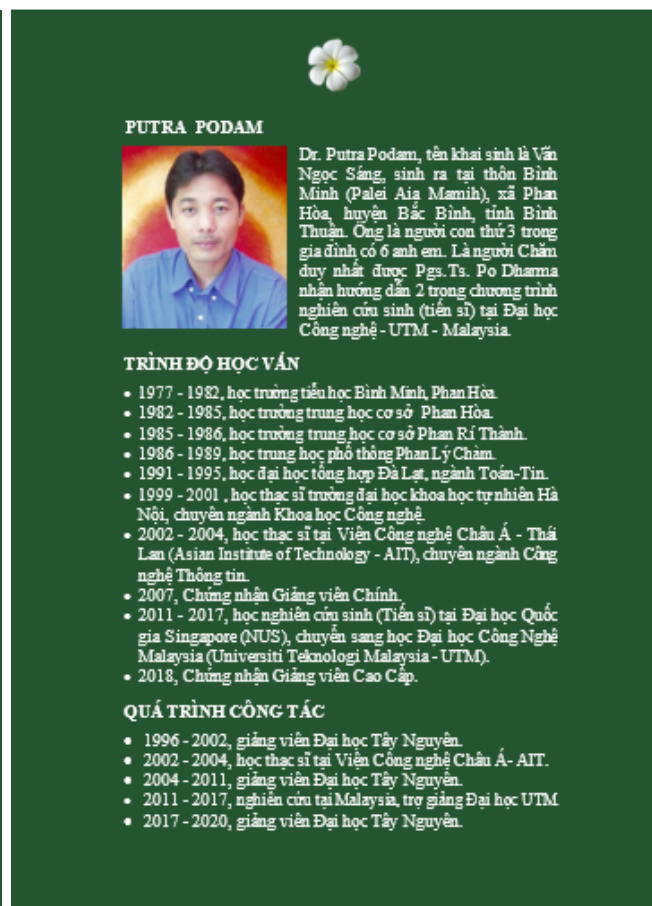 PUTRA PODAM
Dr. Putra Podam, tên khai sinh là Văn
Ngọc Sáng, sinh ra tại thôn Bình
Minh (Palei Aia Mamih), xã Phan
Hòa, huyện Bắc Bình, tỉnh Bình
Thuận. Ông là người con thứ 3 trong
gia đình có 6 anh em. Là người Chăm
duy nhất được Pgs.Ts. Po Dharma
nhận hướng dẫn 2 trong chương trình
nghiên cứu sinh (tiến sĩ) tại Đại học
Công nghệ - UTM - Malaysia.
TRÌNH ĐỘ HỌC VẤN
• 1977 - 1982, học trường tiểu học Bình Minh, Phan Hòa.
• 1982 - 1985, học trường trung học cơ sở Phan Hòa.
• 1985 - 1986, học trường trung học cơ sở Phan Rí Thành.
• 1986 - 1989, học trung học phổ thông Phan Lý Chàm.
• 1991 - 1995, học đại học tổng hợp Đà Lạt, ngành Toán-Tin.
• 1999 - 2001, học thạc sĩ trường đại học khoa học tự nhiên Hà
Nội, chuyên ngành Khoa học Công nghệ.
• 2002 - 2004, học thạc sĩ tại Viện Công nghệ Châu Á - Thái
Lan (Asian Institute of Technology - AIT), chuyên ngành Công
nghệ Thông tin.
• 2007, Chứng nhận Giảng viên Chính.
• 2011 - 2017, học nghiên cứu sinh (Tiến sĩ) tại Đại học Quốc
gia Singapore (NUS), chuyển sang học Đại học Công Nghệ
Malaysia (Universiti Teknologi Malaysia - UTM).
• 2018, Chứng nhận Giảng viên Cao Cấp.
QUÁ TRÌNH CÔNG TÁC
• 1996 - 2002, giảng viên Đại học Tây Nguyên.
• 2002 - 2004, học thạc sĩ tại Viện Công nghệ Châu Á- AIT.
• 2004 - 2011, giảng viên Đại học Tây Nguyên.
• 2011 - 2017, nghiên cứu tại Malaysia, trợ giảng Đại học UTM
• 2017 - 2020, giảng viên Đại học Tây Nguyên.